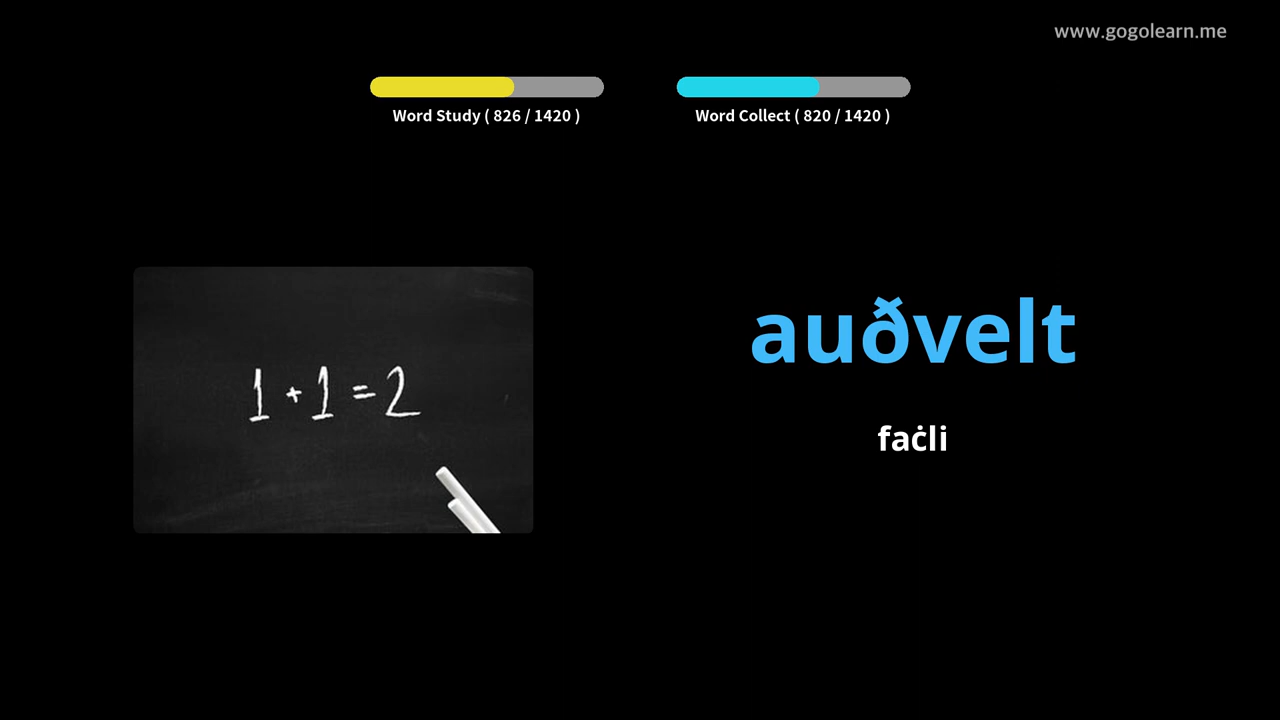 www.gogolearn.me
Word Study ( 826 / 1420 )
Word Collect ( 820 / 1420 )
1 + 1 = 2
auðvelt
faċli